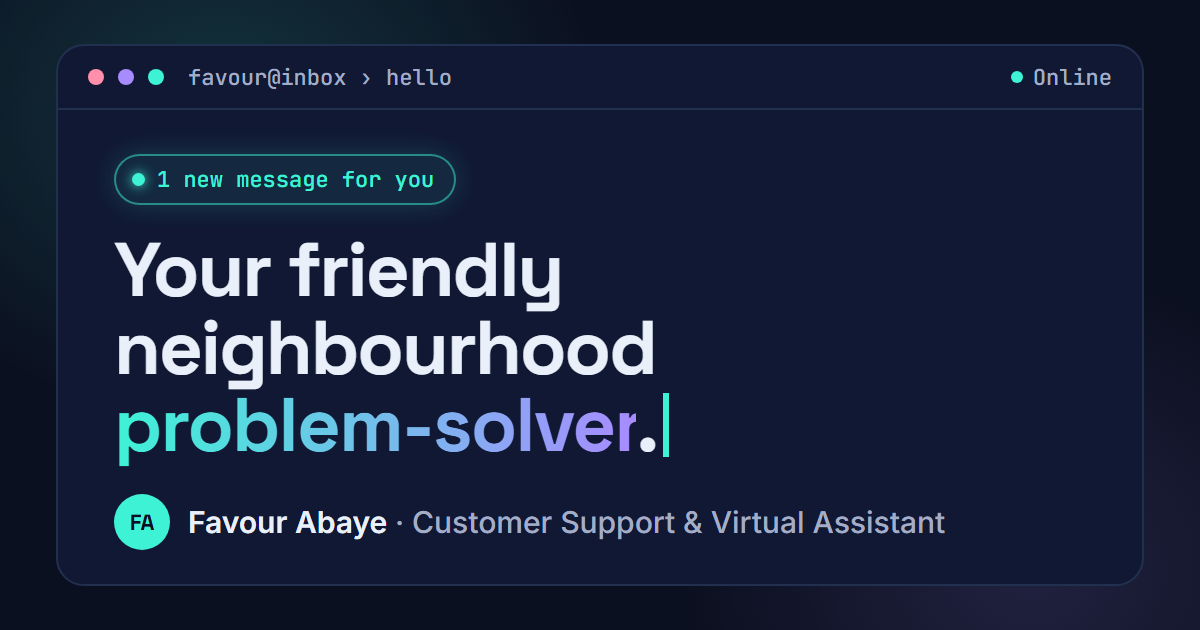 favour@inbox › hello
Online
1 new message for you
Your friendly
neighbourhood
problem-solver.
FA
Favour Abaye · Customer Support & Virtual Assistant